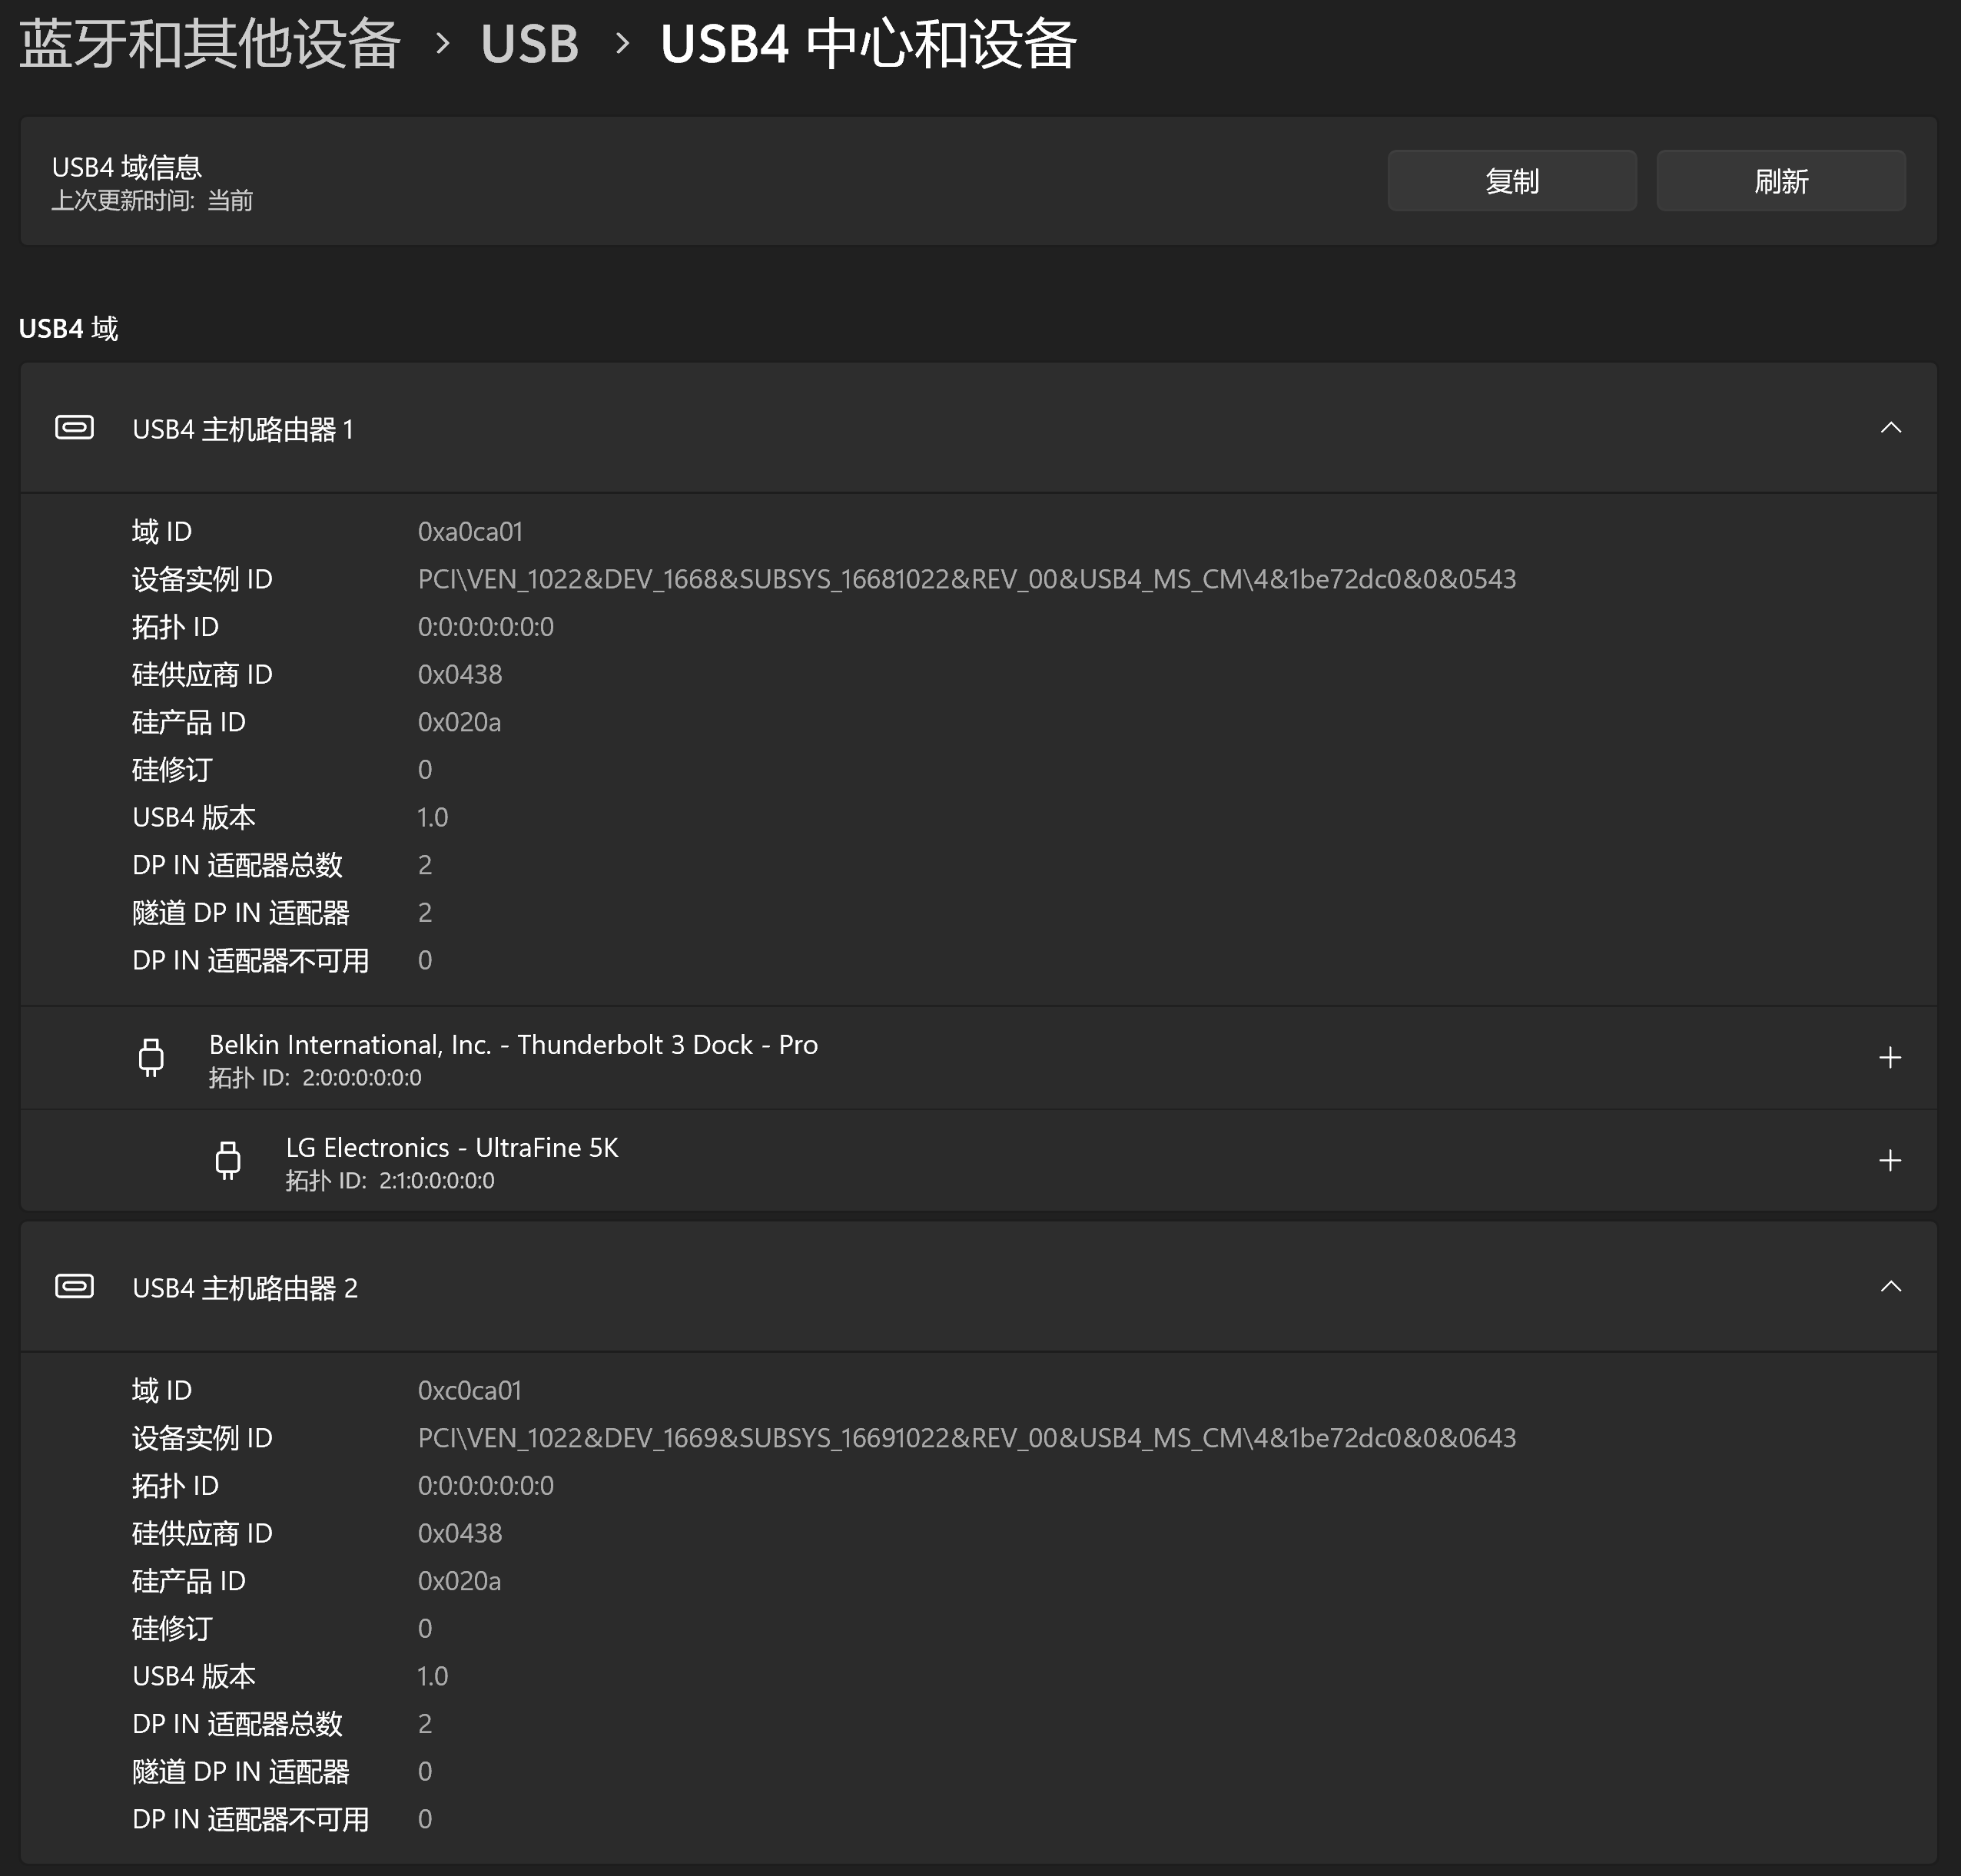 蓝牙和其他设备 › USB › USB4 中心和设备
USB4 域信息
上次更新时间: 当前
复制
刷新
USB4 域
USB4 主机路由器 1
域 ID 0xa0ca01
设备实例 ID PCI\VEN_1022&DEV_1668&SUBSYS_16681022&REV_00&USB4_MS_CM\4&1be72dc0&0&0543
拓扑 ID 0:0:0:0:0:0:0
硅供应商 ID 0x0438
硅产品 ID 0x020a
硅修订 0
USB4 版本 1.0
DP IN 适配器总数 2
隧道 DP IN 适配器 2
DP IN 适配器不可用 0
Belkin International, Inc. - Thunderbolt 3 Dock - Pro
拓扑 ID: 2:0:0:0:0:0:0
LG Electronics - UltraFine 5K
拓扑 ID: 2:1:0:0:0:0:0
USB4 主机路由器 2
域 ID 0xc0ca01
设备实例 ID PCI\VEN_1022&DEV_1669&SUBSYS_16691022&REV_00&USB4_MS_CM\4&1be72dc0&0&0643
拓扑 ID 0:0:0:0:0:0:0
硅供应商 ID 0x0438
硅产品 ID 0x020a
硅修订 0
USB4 版本 1.0
DP IN 适配器总数 2
隧道 DP IN 适配器 0
DP IN 适配器不可用 0